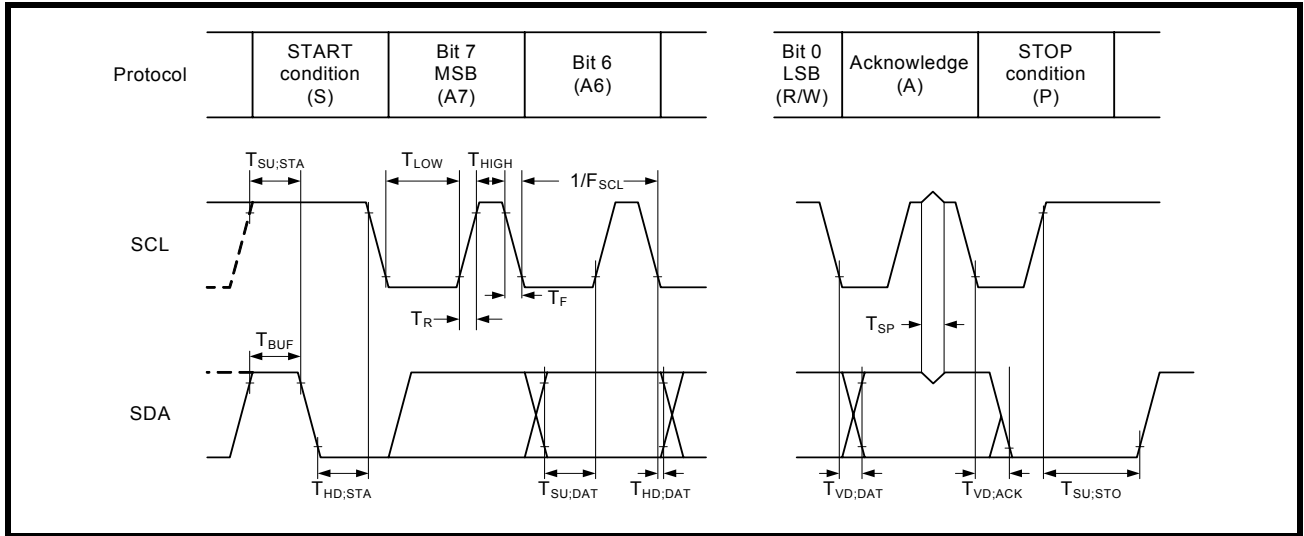 Protocol
START
condition
(S)
Bit 7
MSB
(A7)
Bit 6
(A6)
Bit 0
LSB
(R/W)
Acknowledge
(A)
STOP
condition
(P)
TSU;STA
TLOW
THIGH
1/FSCL
SCL
TF
TR
TSP
TBUF
SDA
THD;STA
TSU;DAT
THD;DAT
TVD;DAT
TVD;ACK
TSU;STO